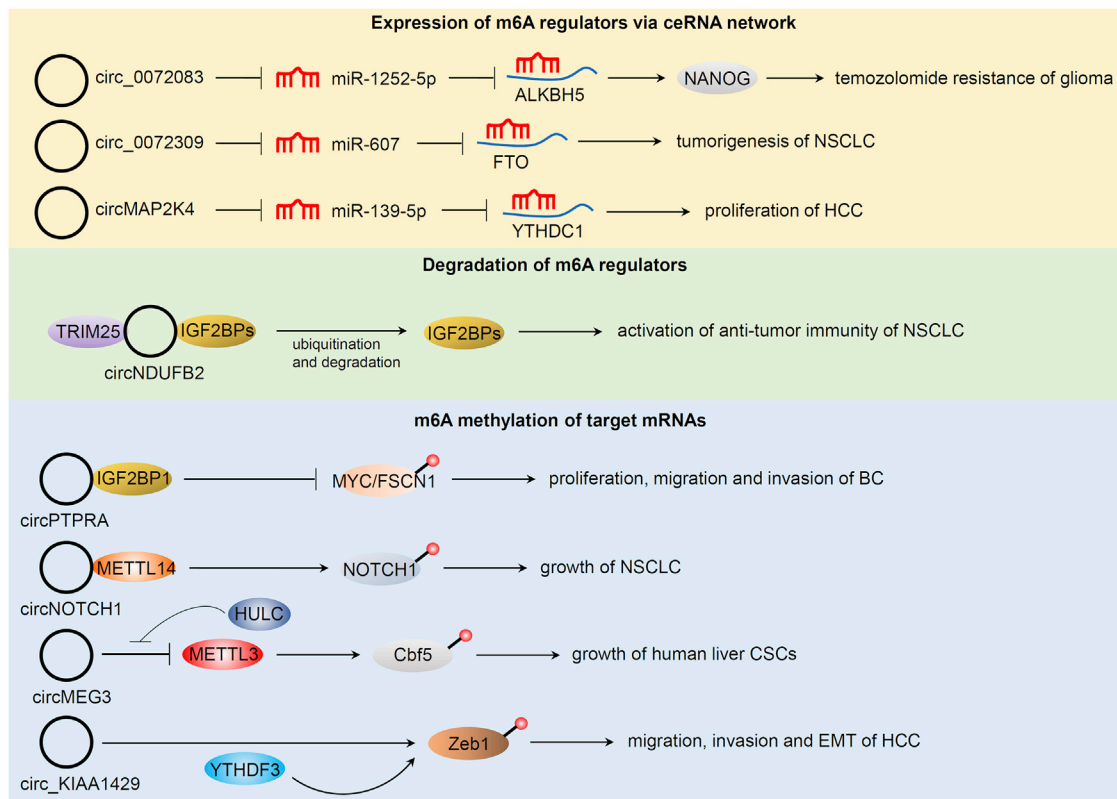 Expression of m6A regulators via ceRNA network
circ_0072083 miR-1252-5p ALKBH5 NANOG temozolomide resistance of glioma
circ_0072309 miR-607 FTO tumorigenesis of NSCLC
circMAP2K4 miR-139-5p YTHDC1 proliferation of HCC
Degradation of m6A regulators
TRIM25 IGF2BPs IGF2BPs activation of anti-tumor immunity of NSCLC
ubiquitination
and degradation
circNDUFB2
m6A methylation of target mRNAs
IGF2BP1 MYC/FSCN1 proliferation, migration and invasion of BC
circPTPRA
METTL14 NOTCH1 growth of NSCLC
circNOTCH1
HULC
METTL3 Cbf5 growth of human liver CSCs
circMEG3
Zeb1 migration, invasion and EMT of HCC
YTHDF3
circ_KIAA1429